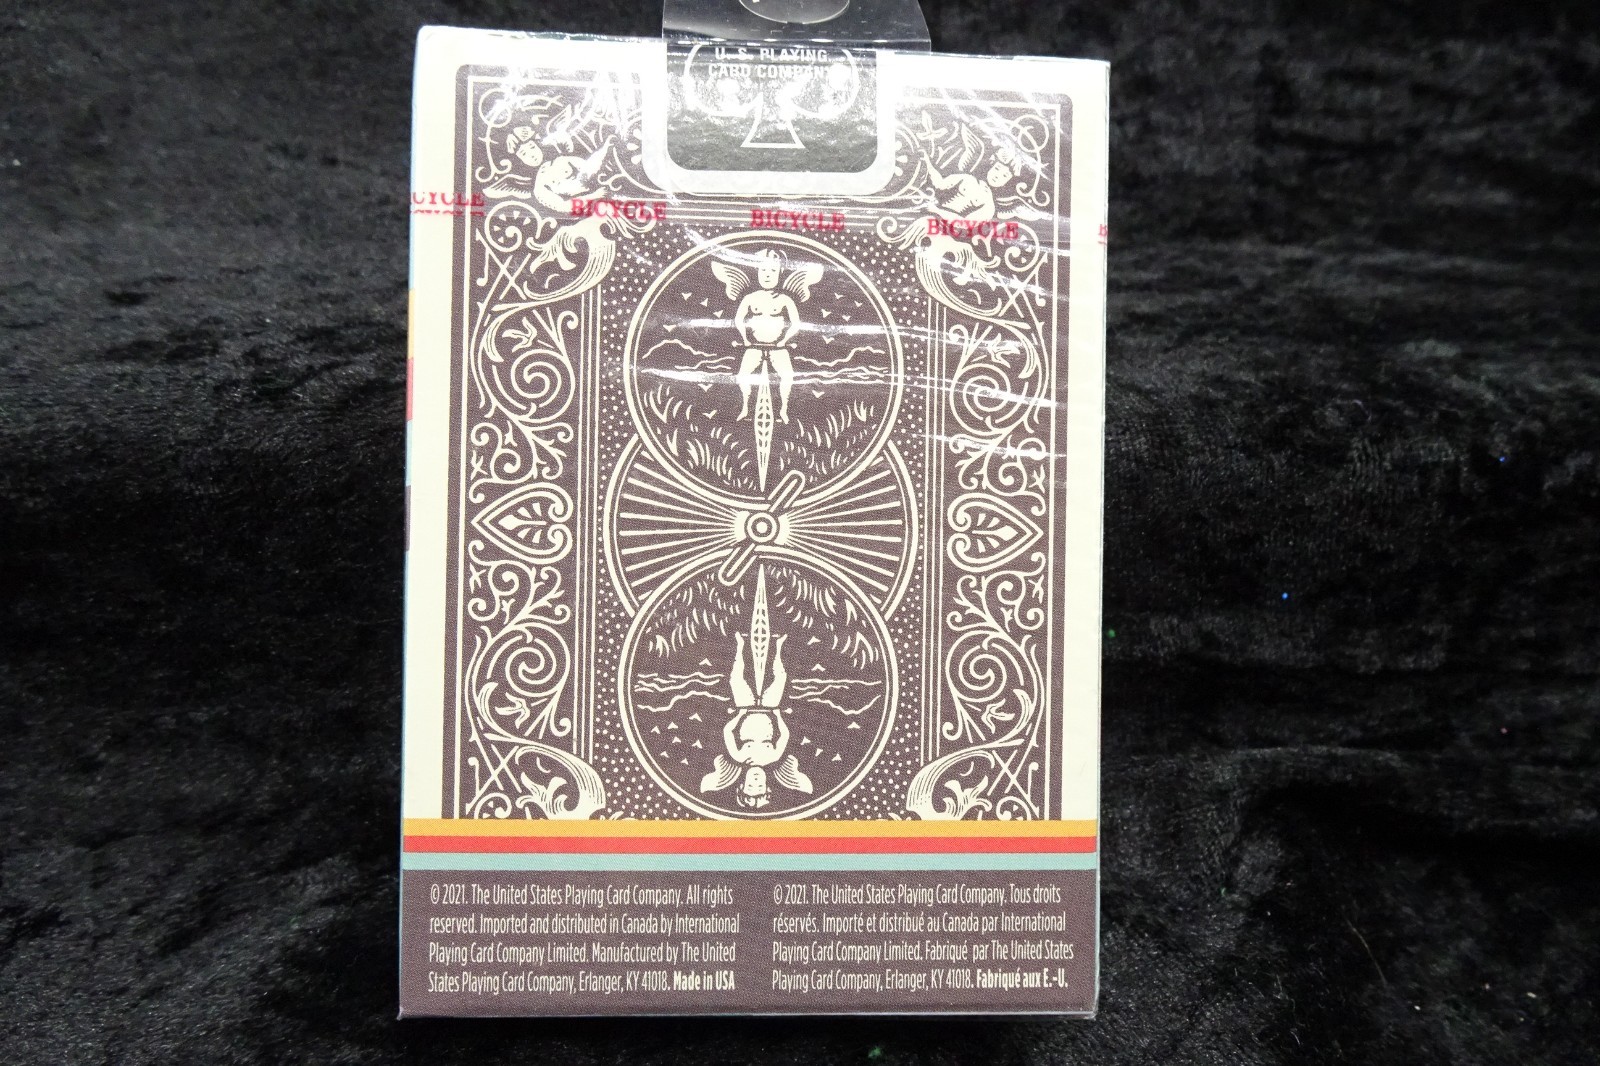 U. S. PLAYING
CARD COMPANY
CYCLE
BICYCLE
BICYCLE
BICYCLE
© 2021. The United States Playing Card Company. All rights
reserved. Imported and distributed in Canada by International
Playing Card Company Limited. Manufactured by The United
States Playing Card Company, Erlanger, KY 41018. Made in USA
© 2021. The United States Playing Card Company. Tous droits
réservés. Importé et distribué au Canada par International
Playing Card Company Limited. Fabriqué par The United States
Playing Card Company, Erlanger, KY 41018. Fabriqué aux E.-U.